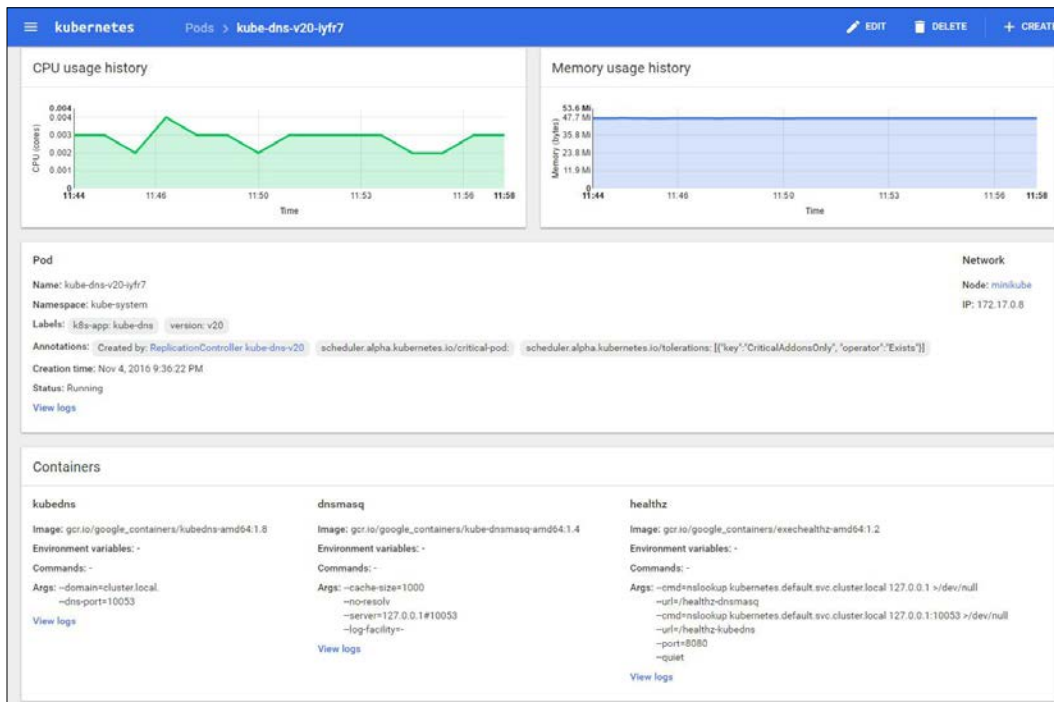 kubernetes Pods > kube-dns-v20-iyfr7 EDIT DELETE + CREATE
CPU usage history
0.004
0.004
0.003
0.002
0.001
0
CPU (cores)
11:44 11:46 11:50 11:53 11:56 11:58
Time
Memory usage history
53.6 Mi
47.7 Mi
35.8 Mi
23.8 Mi
11.9 Mi
0
Memory (bytes)
11:44 11:46 11:50 11:53 11:56 11:58
Time
Pod
Name: kube-dns-v20-iyfr7
Namespace: kube-system
Labels: k8s-app: kube-dns version: v20
Annotations: Created by: ReplicationController kube-dns-v20 scheduler.alpha.kubernetes.io/critical-pod: scheduler.alpha.kubernetes.io/tolerations: [{"key":"CriticalAddonsOnly", "operator":"Exists"}]
Creation time: Nov 4, 2016 9:36:22 PM
Status: Running
View logs
Network
Node: minikube
IP: 172.17.0.8
Containers
kubedns
Image: gcr.io/google_containers/kubedns-amd64:1.8
Environment variables: -
Commands: -
Args: --domain=cluster.local.
--dns-port=10053
View logs
dnsmasq
Image: gcr.io/google_containers/kube-dnsmasq-amd64:1.4
Environment variables: -
Commands: -
Args: --cache-size=1000
--no-resolv
--server=127.0.0.1#10053
--log-facility=-
View logs
healthz
Image: gcr.io/google_containers/exechealthz-amd64:1.2
Environment variables: -
Commands: -
Args: --cmd=nslookup kubernetes.default.svc.cluster.local 127.0.0.1 >/dev/null
--url=/healthz-dnsmasq
--cmd=nslookup kubernetes.default.svc.cluster.local 127.0.0.1:10053 >/dev/null
--url=/healthz-kubedns
--port=8080
--quiet
View logs